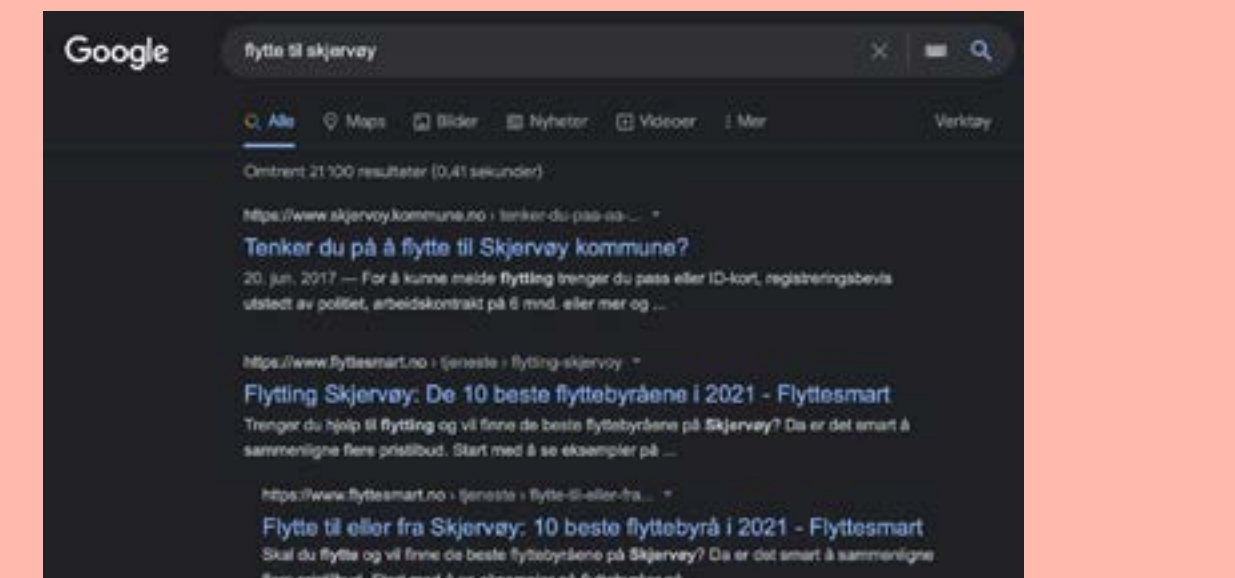 Google
flytte til skjervøy
Alle Maps Bilder Nyheter Videoer Mer Verktøy
Omtrent 21 100 resultater (0,41 sekunder)
https://www.skjervoy.kommune.no › tenker-du-paa-aa-...
Tenker du på å flytte til Skjervøy kommune?
20. jun. 2017 — For å kunne melde flytting trenger du pass eller ID-kort, registreringsbevis
utstedt av politiet, arbeidskontrakt på 6 mnd. eller mer og ...
https://www.flyttesmart.no › tjeneste › flytting-skjervoy
Flytting Skjervøy: De 10 beste flyttebyråene i 2021 - Flyttesmart
Trenger du hjelp til flytting og vil finne de beste flyttebyråene på Skjervøy? Da er det smart å
sammenligne flere pristilbud. Start med å se eksempler på ...
https://www.flyttesmart.no › tjeneste › flytte-til-eller-fra...
Flytte til eller fra Skjervøy: 10 beste flyttebyrå i 2021 - Flyttesmart
Skal du flytte og vil finne de beste flyttebyråene på Skjervøy? Da er det smart å sammenligne